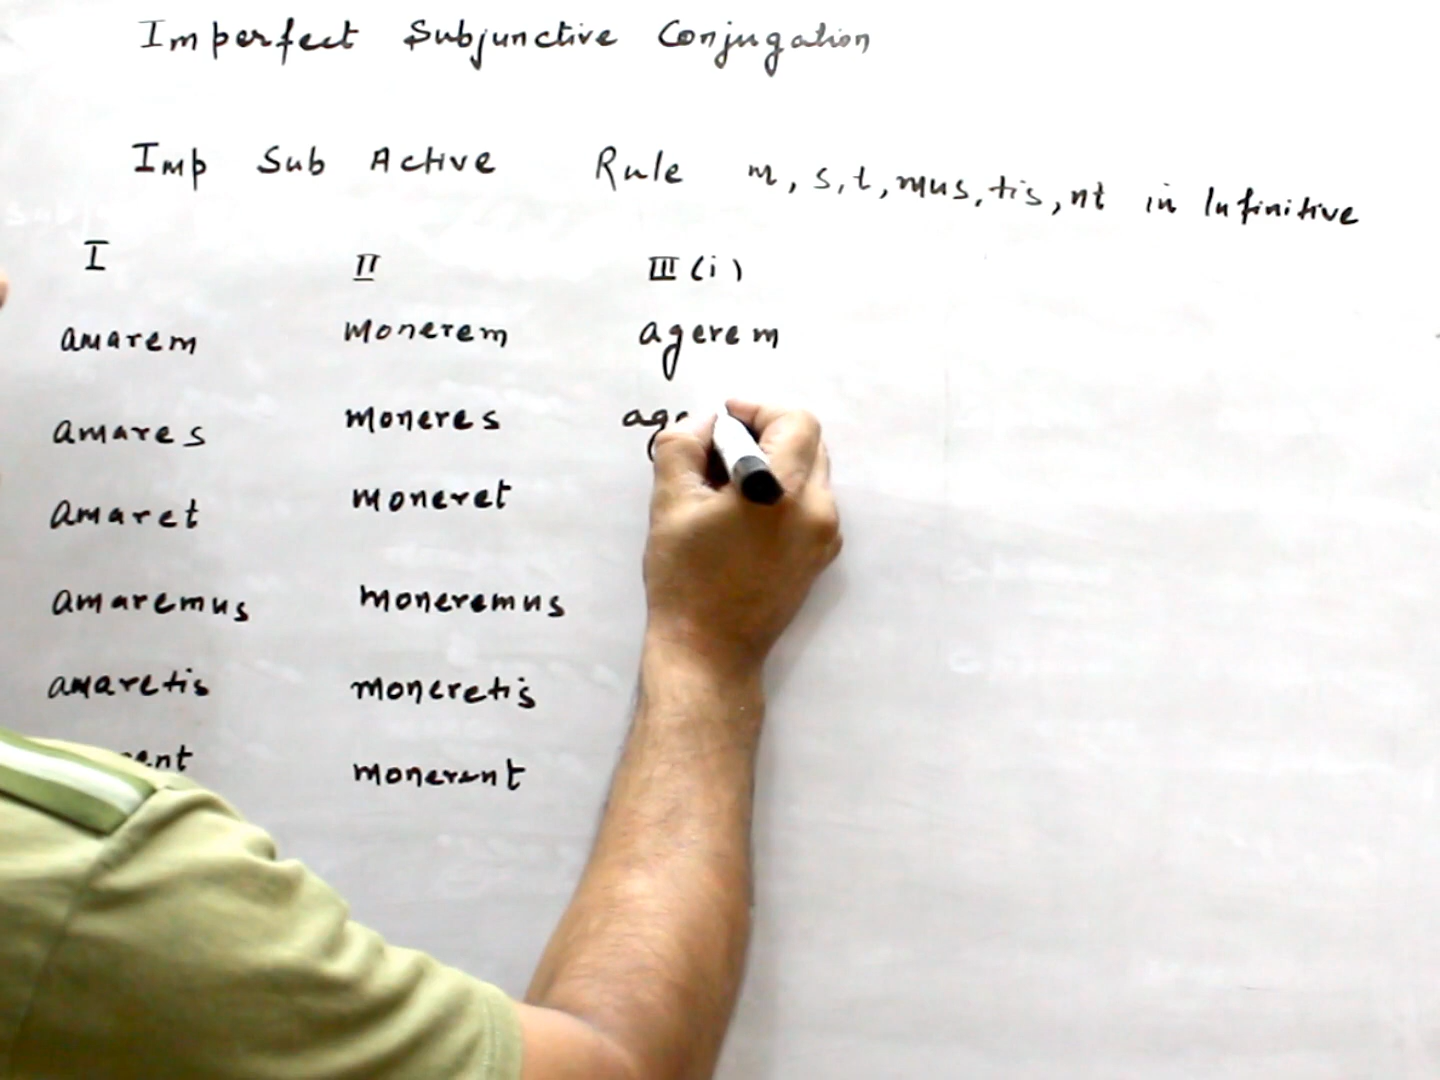 Imperfect Subjunctive Conjugation
Imp Sub Active Rule m, s, t, mus, tis, nt in Infinitive
I II III (i)
amarem monerem agerem
amares moneres
amaret moneret
amaremus moneremus
amaretis moneretis
monerent